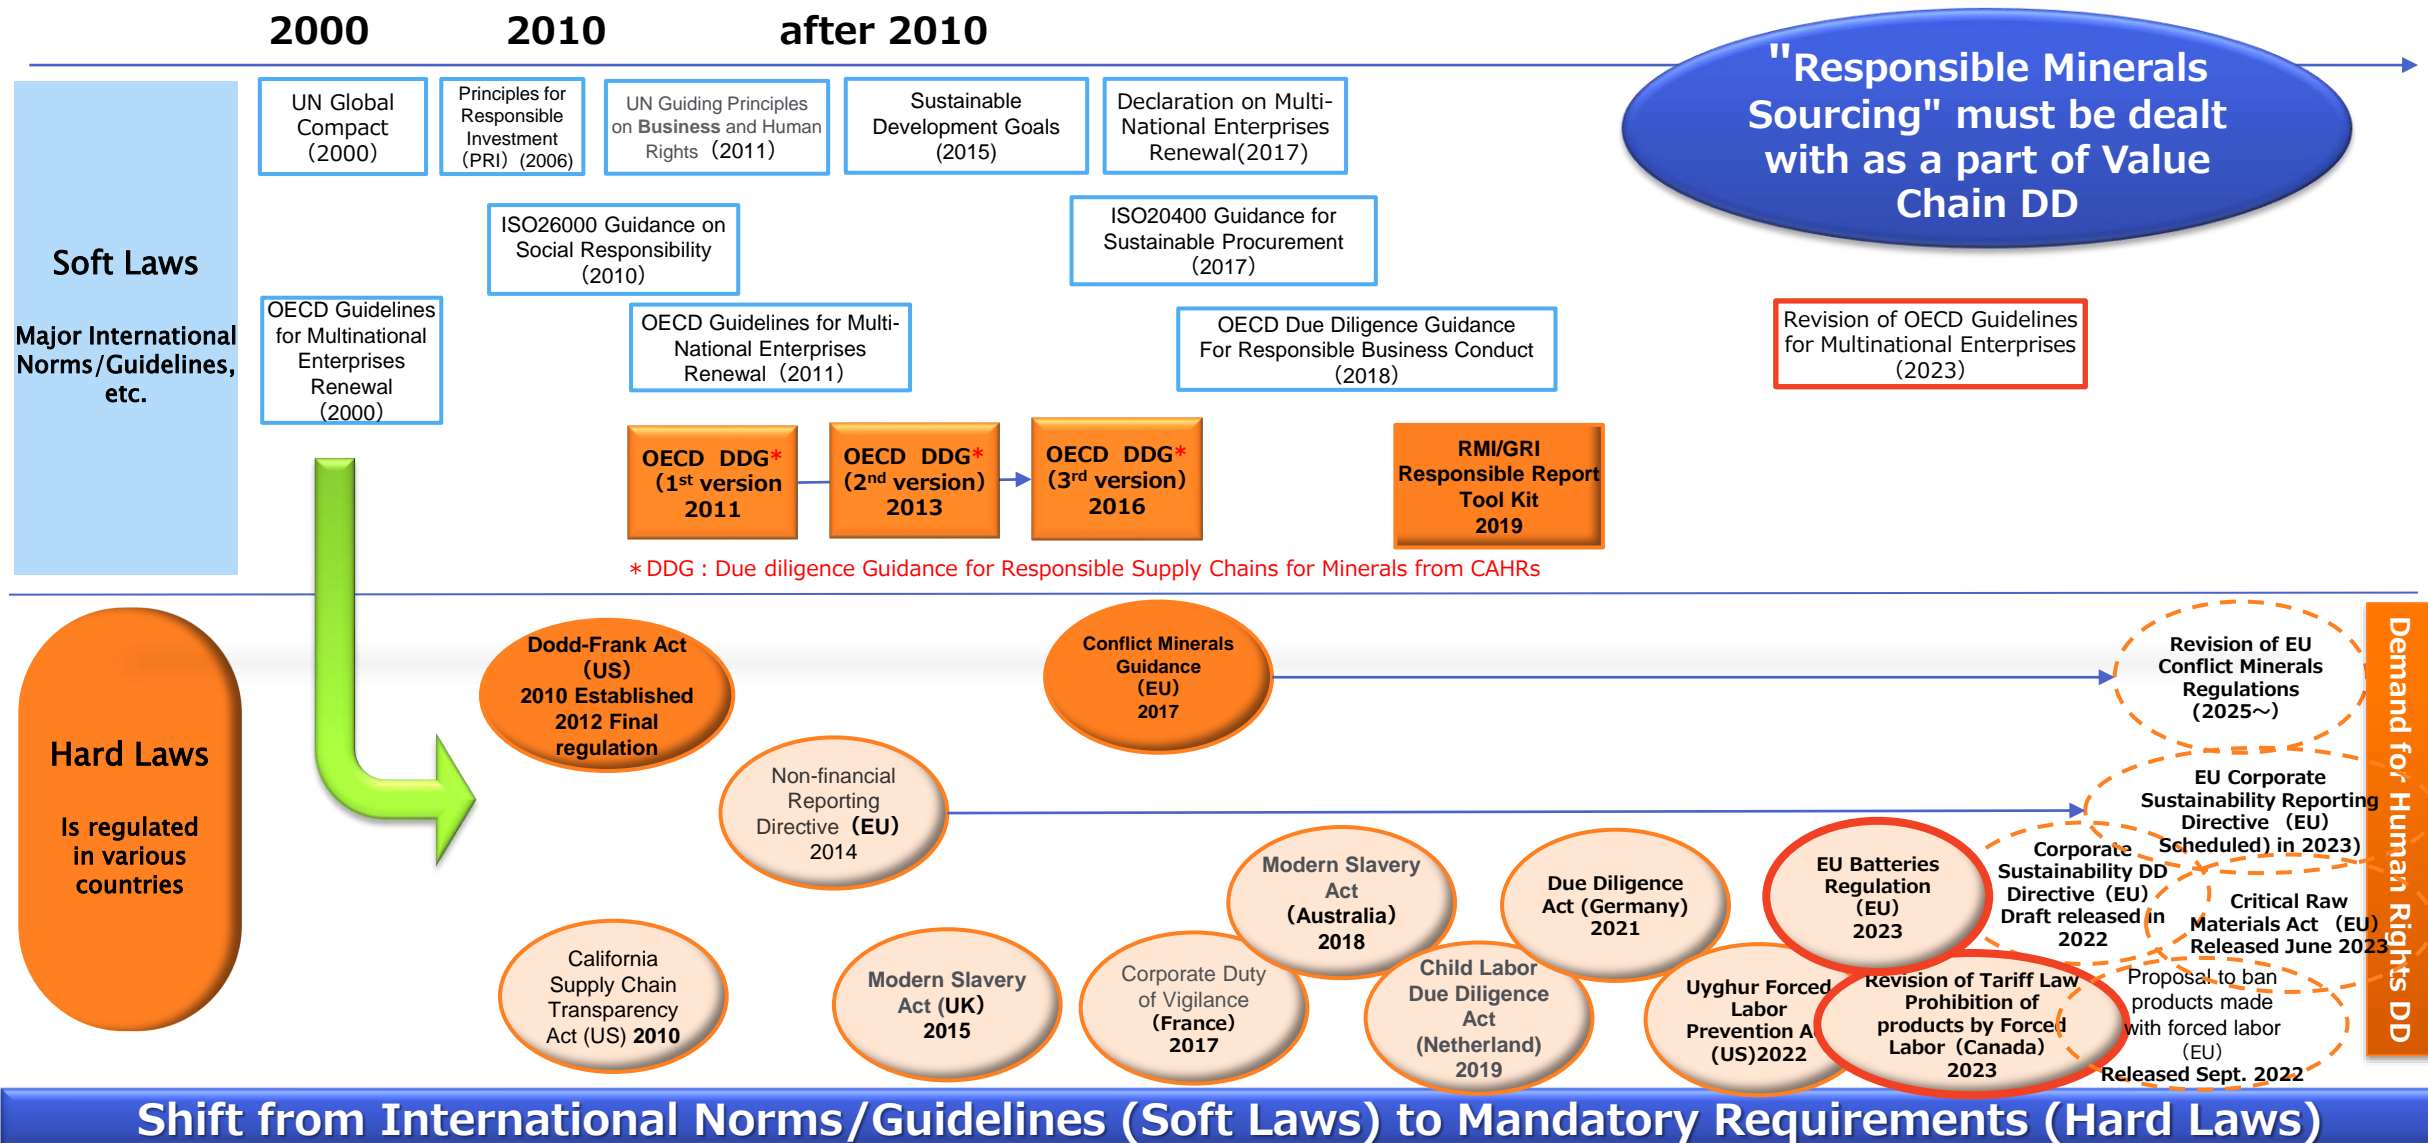 2000 2010 after 2010
"Responsible Minerals
Sourcing" must be dealt
with as a part of Value
Chain DD
Soft Laws
Major International
Norms/Guidelines,
etc.
UN Global
Compact
（2000）
Principles for
Responsible
Investment
（PRI）(2006)
UN Guiding Principles
on Business and Human
Rights（2011）
Sustainable
Development Goals
(2015)
Declaration on Multi-
National Enterprises
Renewal(2017)
ISO26000 Guidance on
Social Responsibility
（2010）
ISO20400 Guidance for
Sustainable Procurement
（2017）
OECD Guidelines
for Multinational
Enterprises
Renewal
（2000）
OECD Guidelines for Multi-
National Enterprises
Renewal（2011）
OECD Due Diligence Guidance
For Responsible Business Conduct
（2018）
Revision of OECD Guidelines
for Multinational Enterprises
（2023）
OECD DDG*
（1st version
2011
OECD DDG*
（2nd version）
2013
OECD DDG*
（3rd version）
2016
RMI/GRI
Responsible Report
Tool Kit
2019
＊DDG：Due diligence Guidance for Responsible Supply Chains for Minerals from CAHRs
Hard Laws
Is regulated
in various
countries
Dodd-Frank Act
（US）
2010 Established
2012 Final
regulation
Conflict Minerals
Guidance
（EU）
2017
Revision of EU
Conflict Minerals
Regulations
(2025～）
Non-financial
Reporting
Directive（EU）
2014
EU Corporate
Sustainability Reporting
Directive （EU）
Scheduled) in 2023)
California
Supply Chain
Transparency
Act (US) 2010
Modern Slavery
Act (UK）
2015
Corporate Duty
of Vigilance
（France）
2017
Modern Slavery
Act
（Australia）
2018
Child Labor
Due Diligence
Act
(Netherland)
2019
Due Diligence
Act (Germany)
2021
Uyghur Forced
Labor
Prevention A
(US)2022
EU Batteries
Regulation
（EU）
2023
Revision of Tariff Law
Prohibition of
products by Forced
Labor（Canada）
2023
Corporate
Sustainability DD
Directive（EU）
Draft released in
2022
Critical Raw
Materials Act （EU）
Released June 2023
Proposal to ban
products made
with forced labor
（EU）
Released Sept. 2022
Demand for Human Rights DD
Shift from International Norms/Guidelines (Soft Laws) to Mandatory Requirements (Hard Laws)